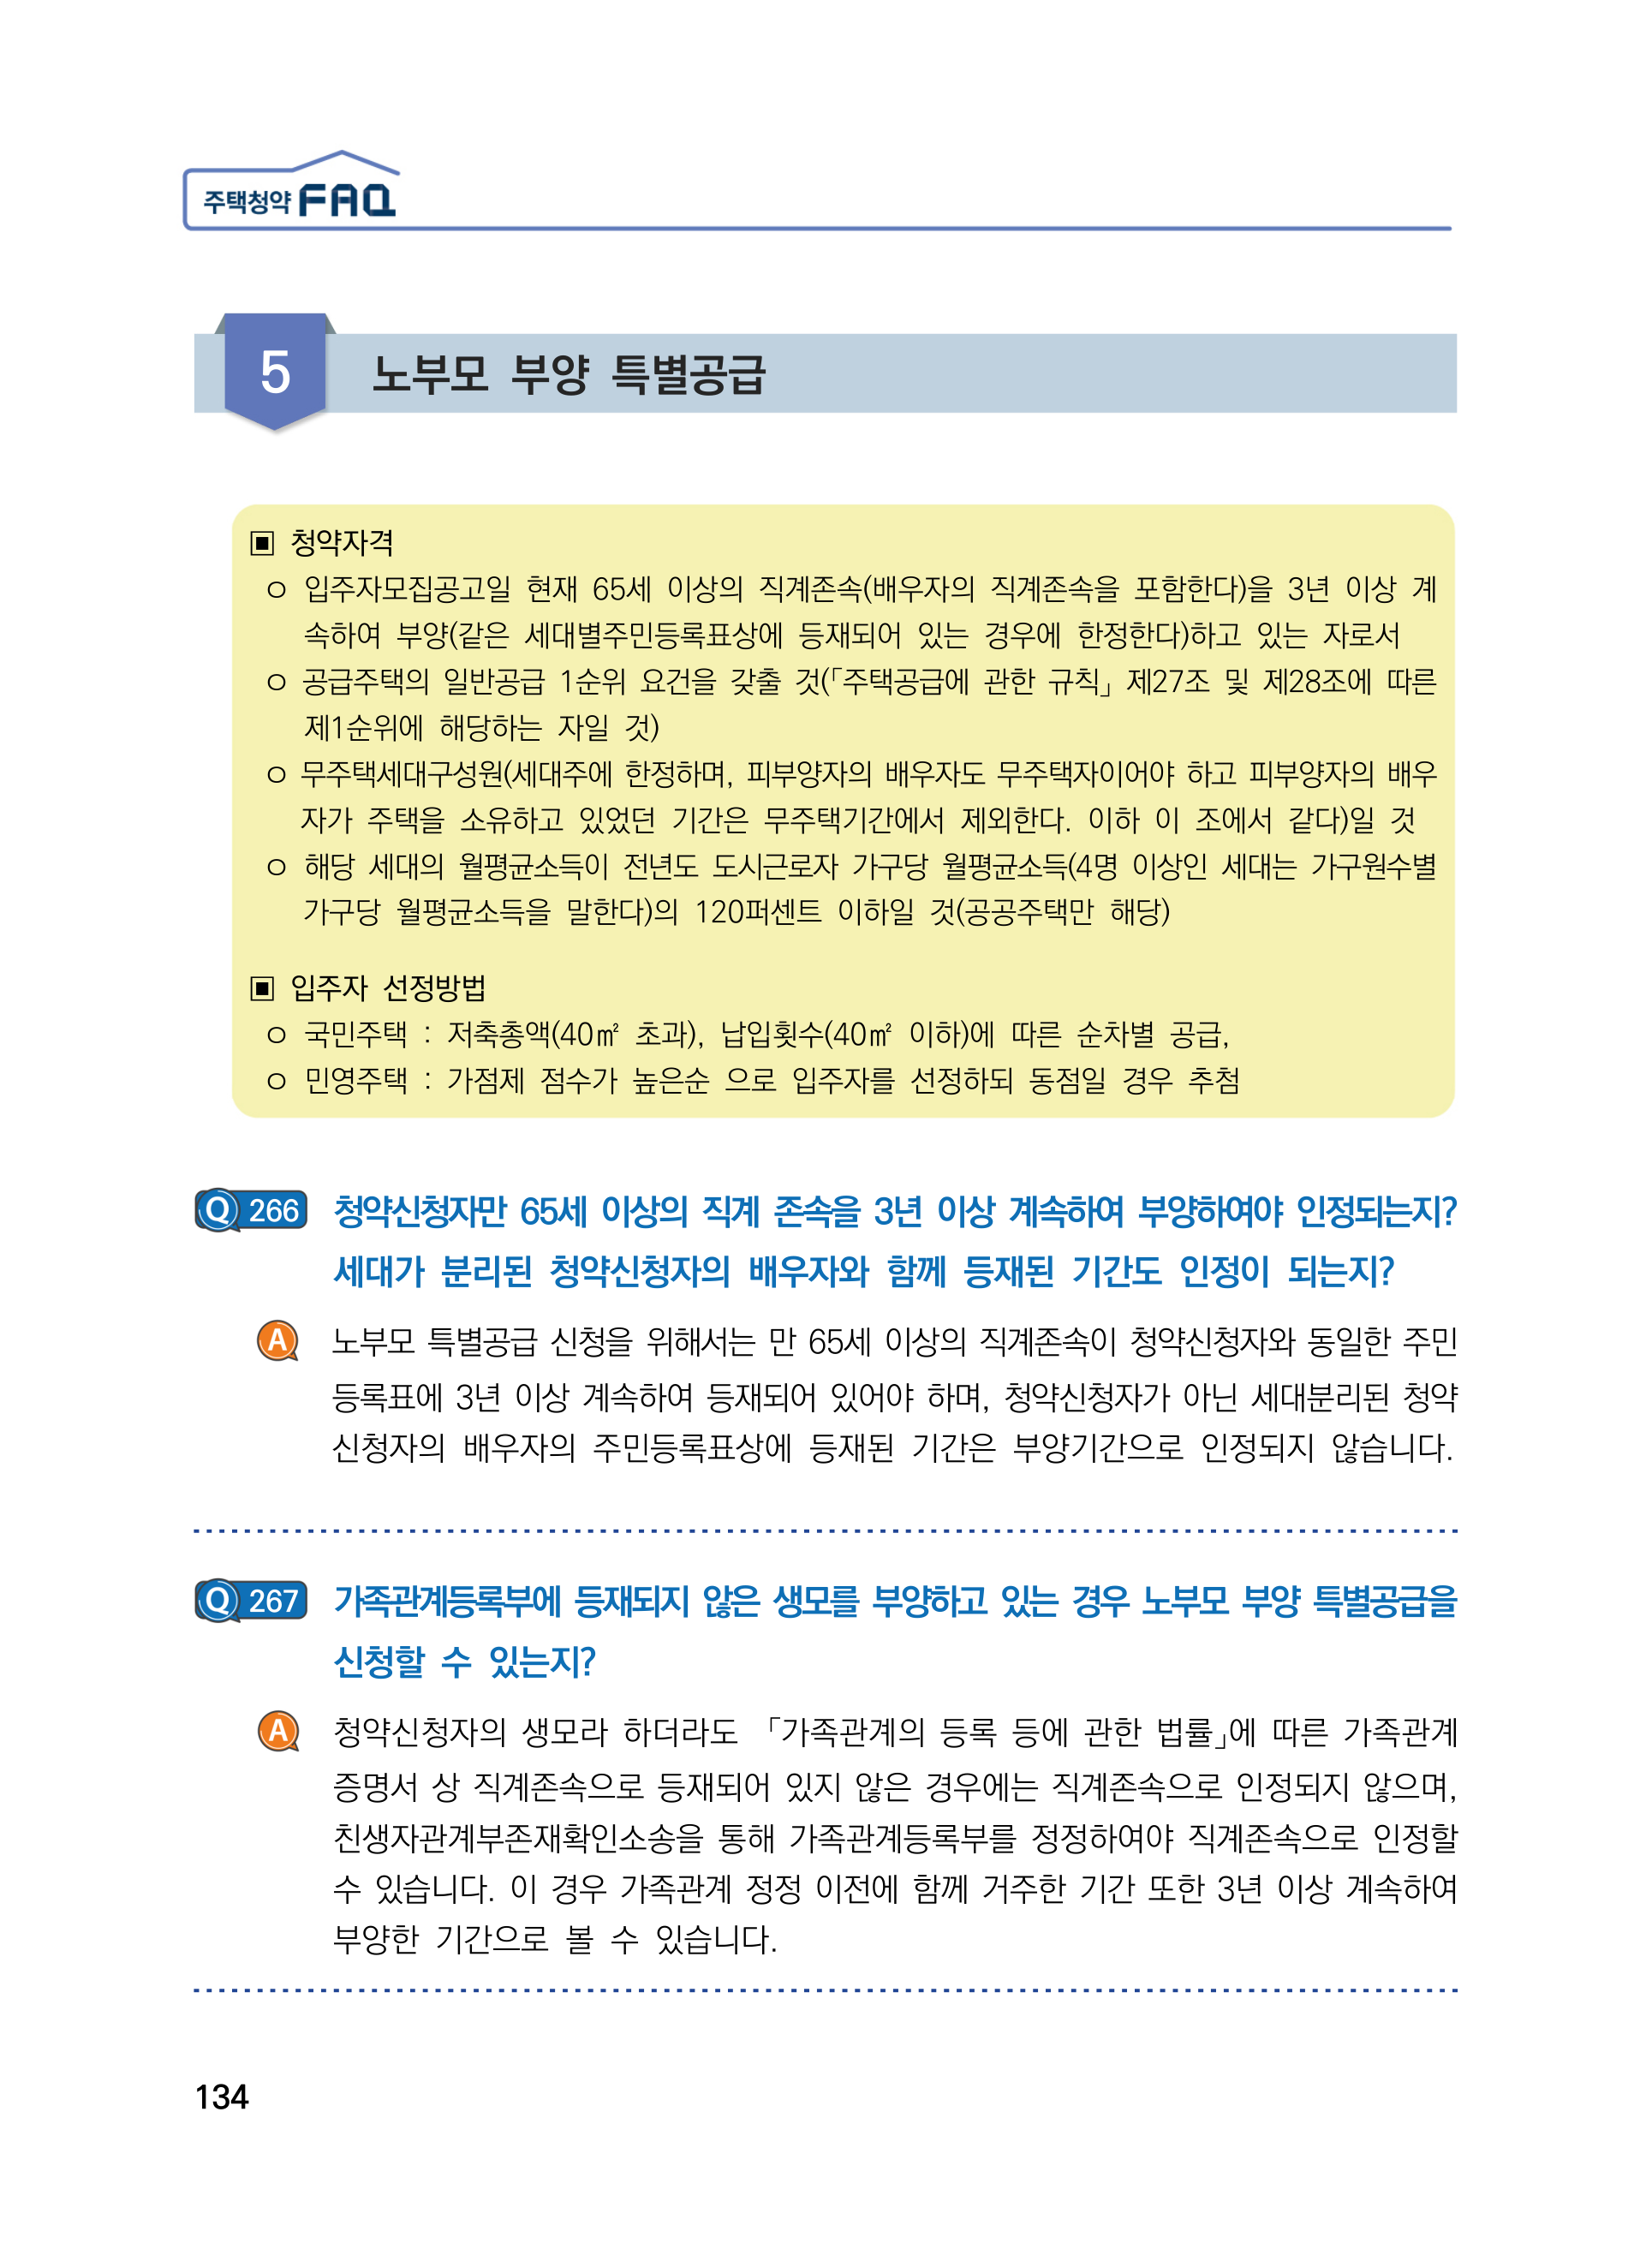 주택청약 FAQ
5 노부모 부양 특별공급
▣ 청약자격
ㅇ 입주자모집공고일 현재 65세 이상의 직계존속(배우자의 직계존속을 포함한다)을 3년 이상 계
속하여 부양(같은 세대별주민등록표상에 등재되어 있는 경우에 한정한다)하고 있는 자로서
ㅇ 공급주택의 일반공급 1순위 요건을 갖출 것(「주택공급에 관한 규칙」 제27조 및 제28조에 따른
제1순위에 해당하는 자일 것)
ㅇ 무주택세대구성원(세대주에 한정하며, 피부양자의 배우자도 무주택자이어야 하고 피부양자의 배우
자가 주택을 소유하고 있었던 기간은 무주택기간에서 제외한다. 이하 이 조에서 같다)일 것
ㅇ 해당 세대의 월평균소득이 전년도 도시근로자 가구당 월평균소득(4명 이상인 세대는 가구원수별
가구당 월평균소득을 말한다)의 120퍼센트 이하일 것(공공주택만 해당)
▣ 입주자 선정방법
ㅇ 국민주택 : 저축총액(40㎡ 초과), 납입횟수(40㎡ 이하)에 따른 순차별 공급,
ㅇ 민영주택 : 가점제 점수가 높은순 으로 입주자를 선정하되 동점일 경우 추첨
Q 266 청약신청자만 65세 이상의 직계 존속을 3년 이상 계속하여 부양하여야 인정되는지?
세대가 분리된 청약신청자의 배우자와 함께 등재된 기간도 인정이 되는지?
A 노부모 특별공급 신청을 위해서는 만 65세 이상의 직계존속이 청약신청자와 동일한 주민
등록표에 3년 이상 계속하여 등재되어 있어야 하며, 청약신청자가 아닌 세대분리된 청약
신청자의 배우자의 주민등록표상에 등재된 기간은 부양기간으로 인정되지 않습니다.
Q 267 가족관계등록부에 등재되지 않은 생모를 부양하고 있는 경우 노부모 부양 특별공급을
신청할 수 있는지?
A 청약신청자의 생모라 하더라도 「가족관계의 등록 등에 관한 법률」에 따른 가족관계
증명서 상 직계존속으로 등재되어 있지 않은 경우에는 직계존속으로 인정되지 않으며,
친생자관계부존재확인소송을 통해 가족관계등록부를 정정하여야 직계존속으로 인정할
수 있습니다. 이 경우 가족관계 정정 이전에 함께 거주한 기간 또한 3년 이상 계속하여
부양한 기간으로 볼 수 있습니다.
134